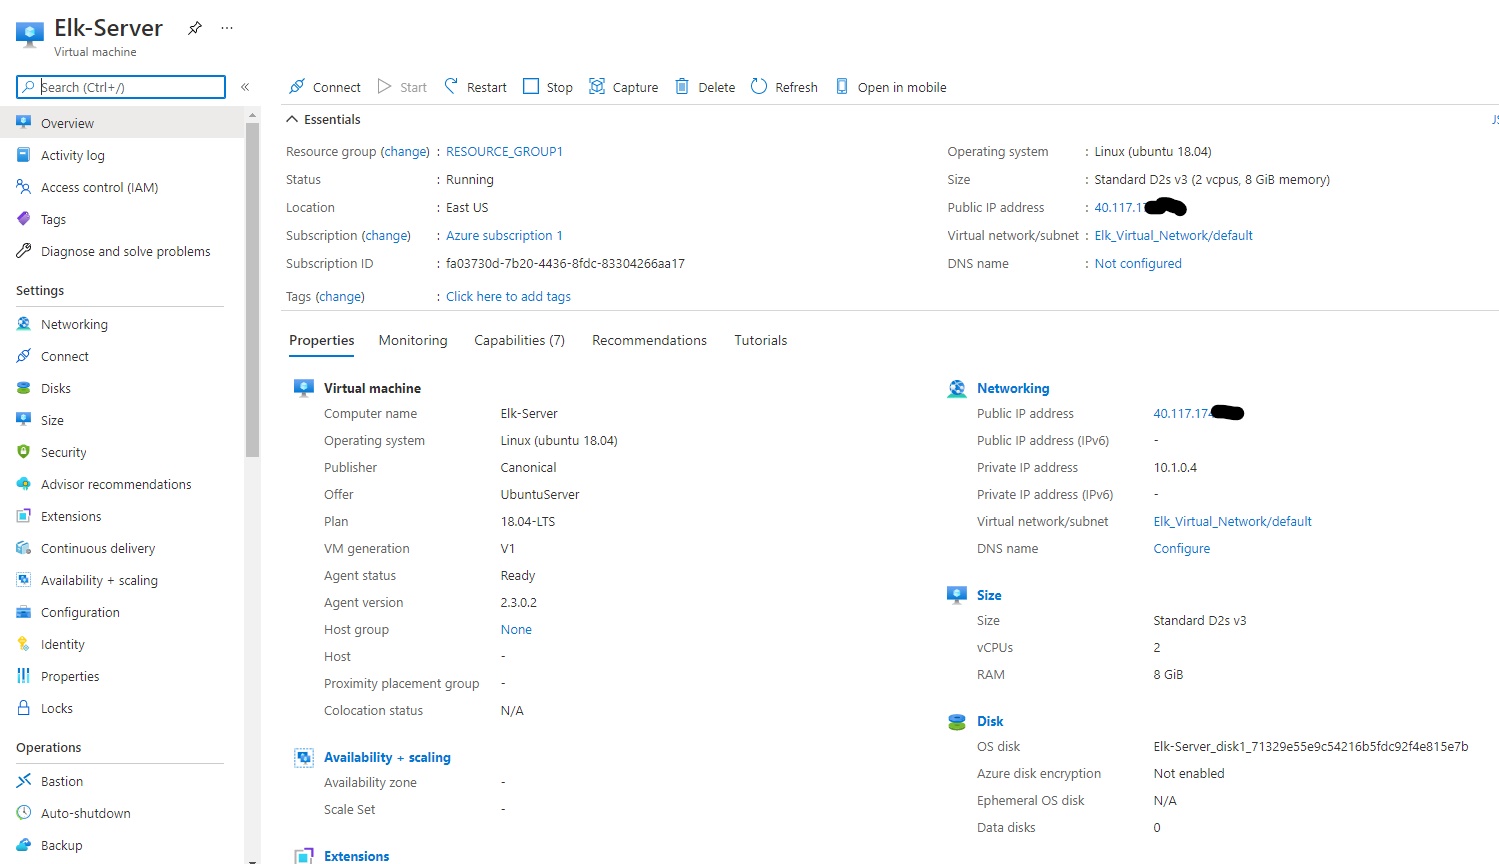 Elk-Server
Virtual machine
Search (Ctrl+/)
«
Overview
Activity log
Access control (IAM)
Tags
Diagnose and solve problems
Settings
Networking
Connect
Disks
Size
Security
Advisor recommendations
Extensions
Continuous delivery
Availability + scaling
Configuration
Identity
Properties
Locks
Operations
Bastion
Auto-shutdown
Backup
Connect Start Restart Stop Capture Delete Refresh Open in mobile
Essentials
JS
Resource group (change) : RESOURCE_GROUP1
Status : Running
Location : East US
Subscription (change) : Azure subscription 1
Subscription ID : fa03730d-7b20-4436-8fdc-83304266aa17
Tags (change) : Click here to add tags
Operating system : Linux (ubuntu 18.04)
Size : Standard D2s v3 (2 vcpus, 8 GiB memory)
Public IP address : 40.117.1
Virtual network/subnet : Elk_Virtual_Network/default
DNS name : Not configured
Properties Monitoring Capabilities (7) Recommendations Tutorials
Virtual machine
Computer name Elk-Server
Operating system Linux (ubuntu 18.04)
Publisher Canonical
Offer UbuntuServer
Plan 18.04-LTS
VM generation V1
Agent status Ready
Agent version 2.3.0.2
Host group None
Host -
Proximity placement group -
Colocation status N/A
Availability + scaling
Availability zone -
Scale Set -
Extensions
Networking
Public IP address 40.117.174
Public IP address (IPv6) -
Private IP address 10.1.0.4
Private IP address (IPv6) -
Virtual network/subnet Elk_Virtual_Network/default
DNS name Configure
Size
Size Standard D2s v3
vCPUs 2
RAM 8 GiB
Disk
OS disk Elk-Server_disk1_71329e55e9c54216b5fdc92f4e815e7b
Azure disk encryption Not enabled
Ephemeral OS disk N/A
Data disks 0